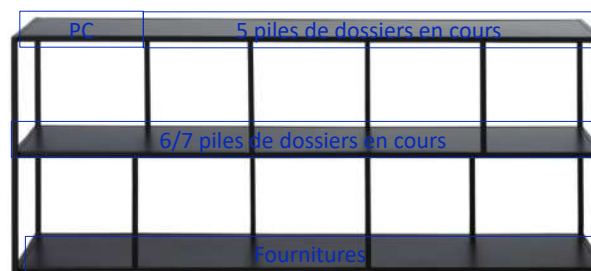 PC
5 piles de dossiers en cours
6/7 piles de dossiers en cours
Fournitures